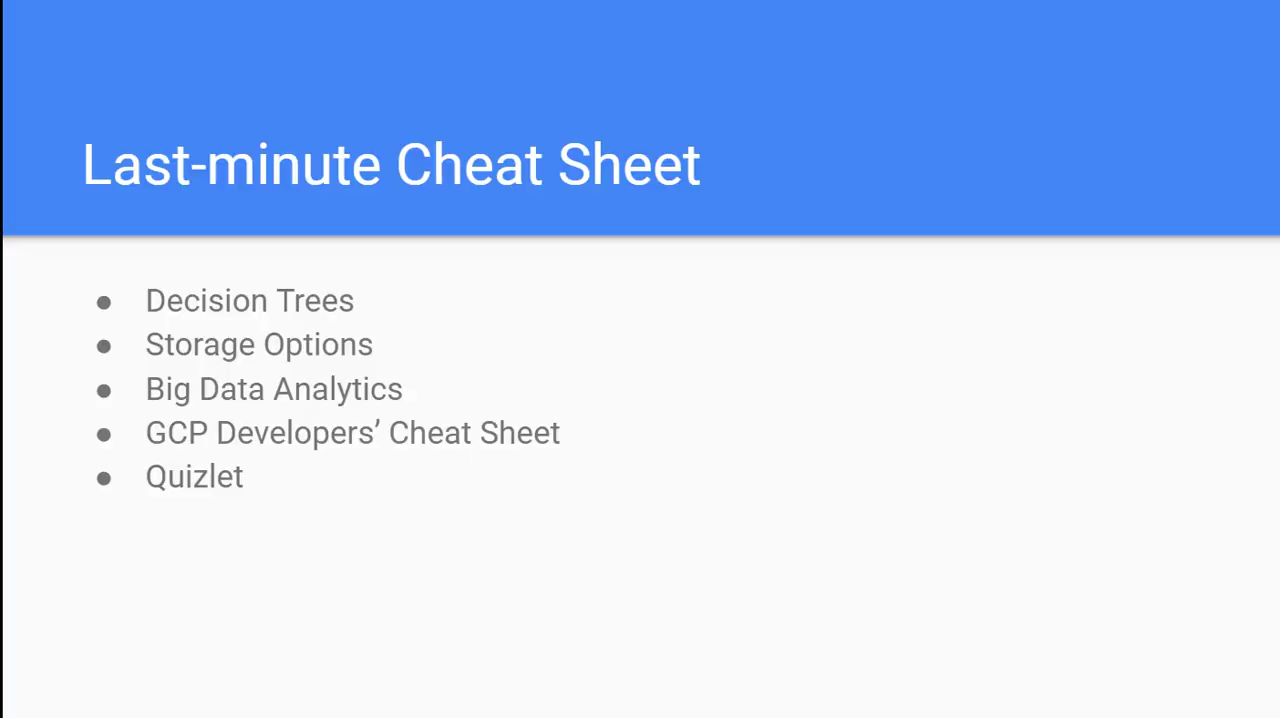 Last-minute Cheat Sheet
● Decision Trees
● Storage Options
● Big Data Analytics
● GCP Developers’ Cheat Sheet
● Quizlet